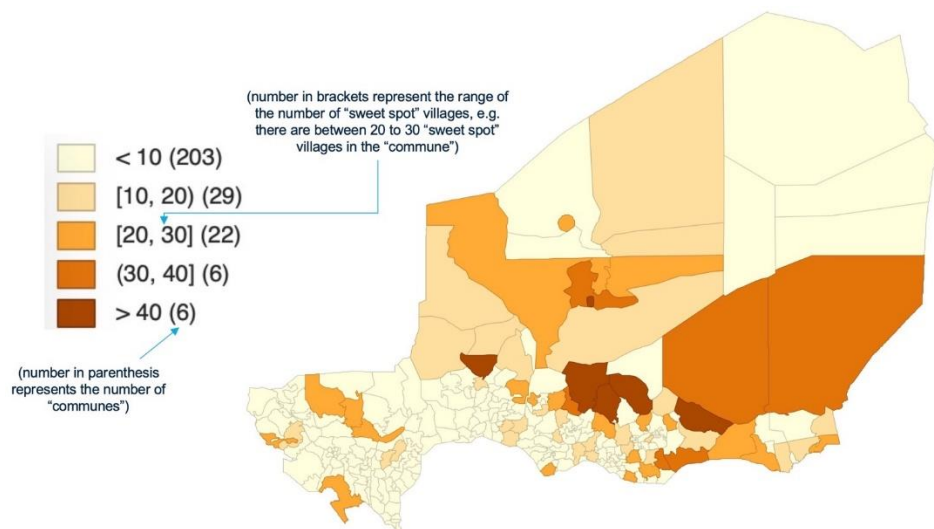 (number in brackets represent the range of
the number of “sweet spot” villages, e.g.
there are between 20 to 30 “sweet spot”
villages in the “commune”)
< 10 (203)
[10, 20) (29)
[20, 30] (22)
(30, 40] (6)
> 40 (6)
(number in parenthesis
represents the number of
“communes”)